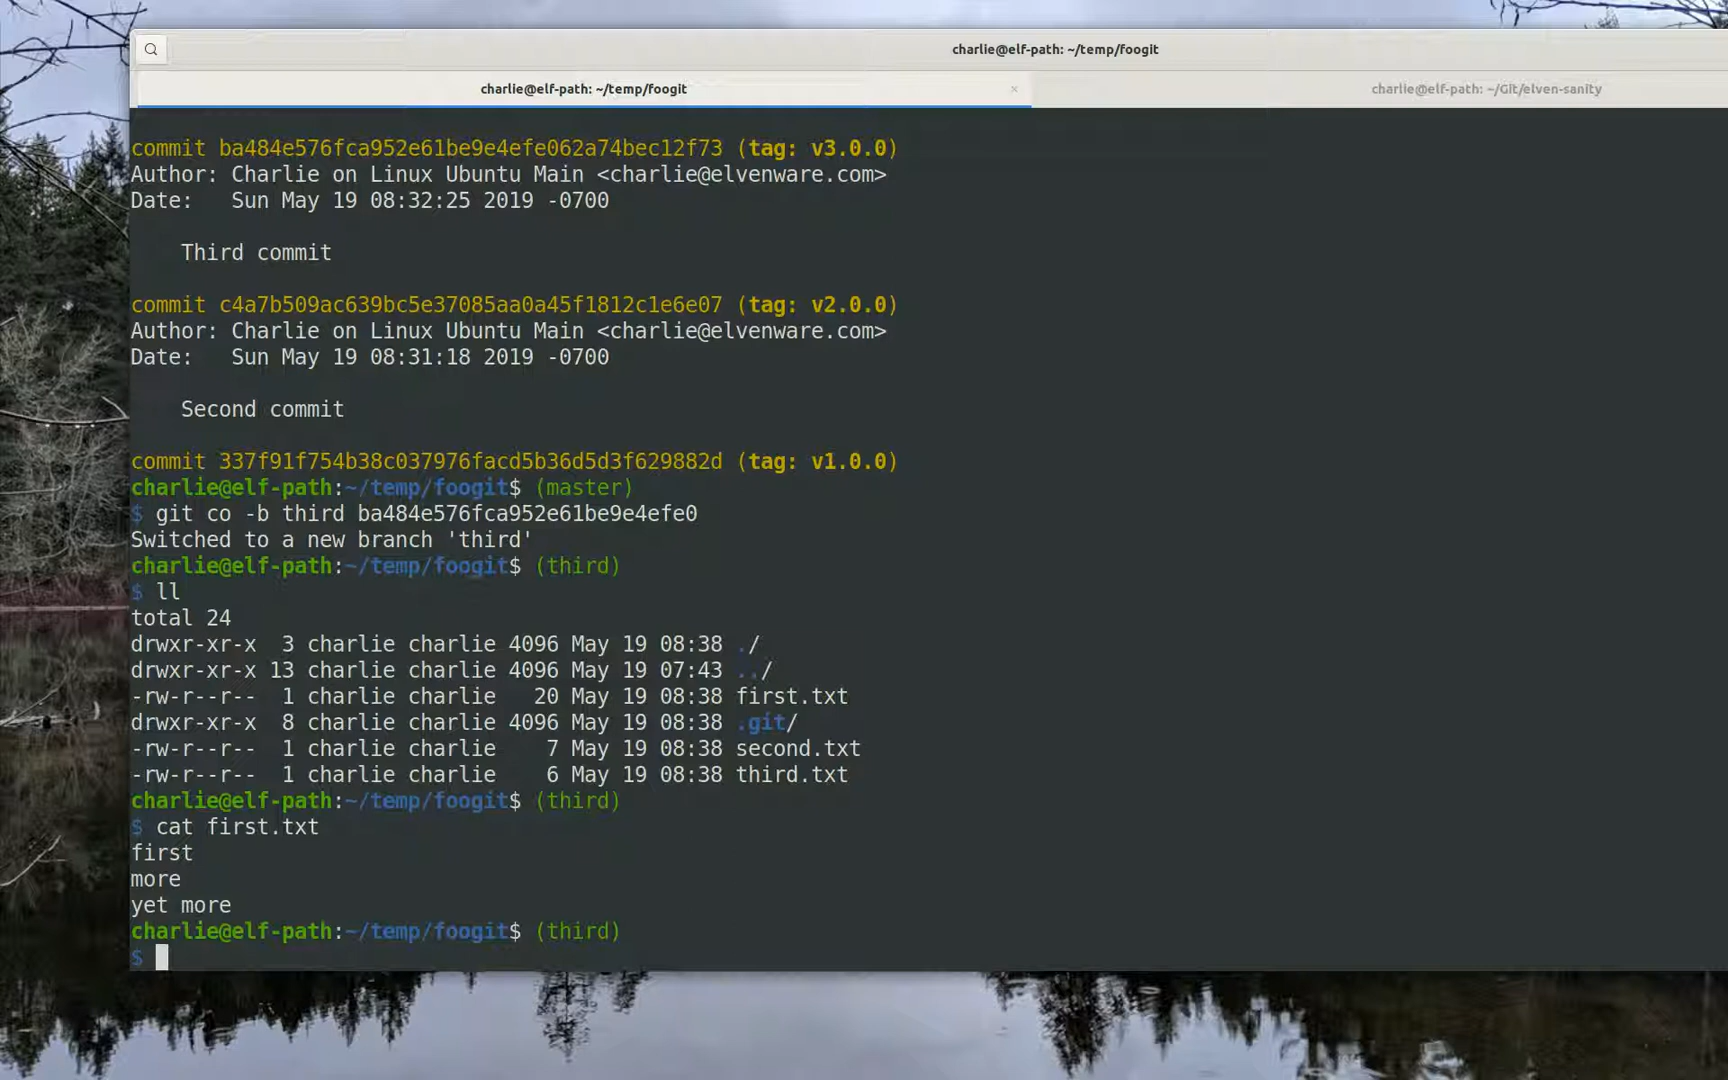 charlie@elf-path: ~/temp/foogit
charlie@elf-path: ~/temp/foogit ×
charlie@elf-path: ~/Git/elven-sanity
commit ba484e576fca952e61be9e4efe062a74bec12f73 (tag: v3.0.0)
Author: Charlie on Linux Ubuntu Main <charlie@elvenware.com>
Date:   Sun May 19 08:32:25 2019 -0700
    Third commit
commit c4a7b509ac639bc5e37085aa0a45f1812c1e6e07 (tag: v2.0.0)
Author: Charlie on Linux Ubuntu Main <charlie@elvenware.com>
Date:   Sun May 19 08:31:18 2019 -0700
    Second commit
commit 337f91f754b38c037976facd5b36d5d3f629882d (tag: v1.0.0)
charlie@elf-path:~/temp/foogit$ (master)
$ git co -b third ba484e576fca952e61be9e4efe0
Switched to a new branch 'third'
charlie@elf-path:~/temp/foogit$ (third)
$ ll
total 24
drwxr-xr-x  3 charlie charlie 4096 May 19 08:38 ./
drwxr-xr-x 13 charlie charlie 4096 May 19 07:43 ../
-rw-r--r--  1 charlie charlie   20 May 19 08:38 first.txt
drwxr-xr-x  8 charlie charlie 4096 May 19 08:38 .git/
-rw-r--r--  1 charlie charlie    7 May 19 08:38 second.txt
-rw-r--r--  1 charlie charlie    6 May 19 08:38 third.txt
charlie@elf-path:~/temp/foogit$ (third)
$ cat first.txt
first
more
yet more
charlie@elf-path:~/temp/foogit$ (third)
$